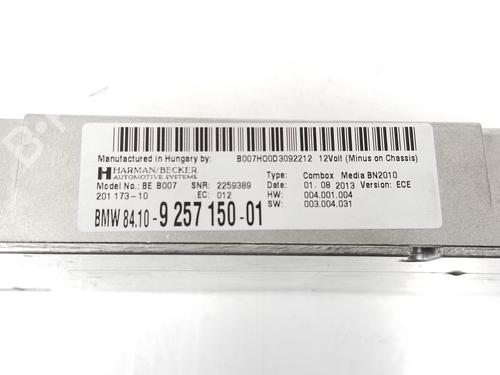 Manufactured in Hungary by: B007HO0D3092212 12Volt (Minus on Chassis)
HARMAN/BECKER
AUTOMOTIVE SYSTEMS
Type: Combox Media BN2010
Model No.: BE B007 SNR: 2259389 Date: 01. 08 2013 Version: ECE
201 173-10 EC: 012 HW: 004.001.004
SW: 003.004.031
BMW 84.10- 9 257 150-01